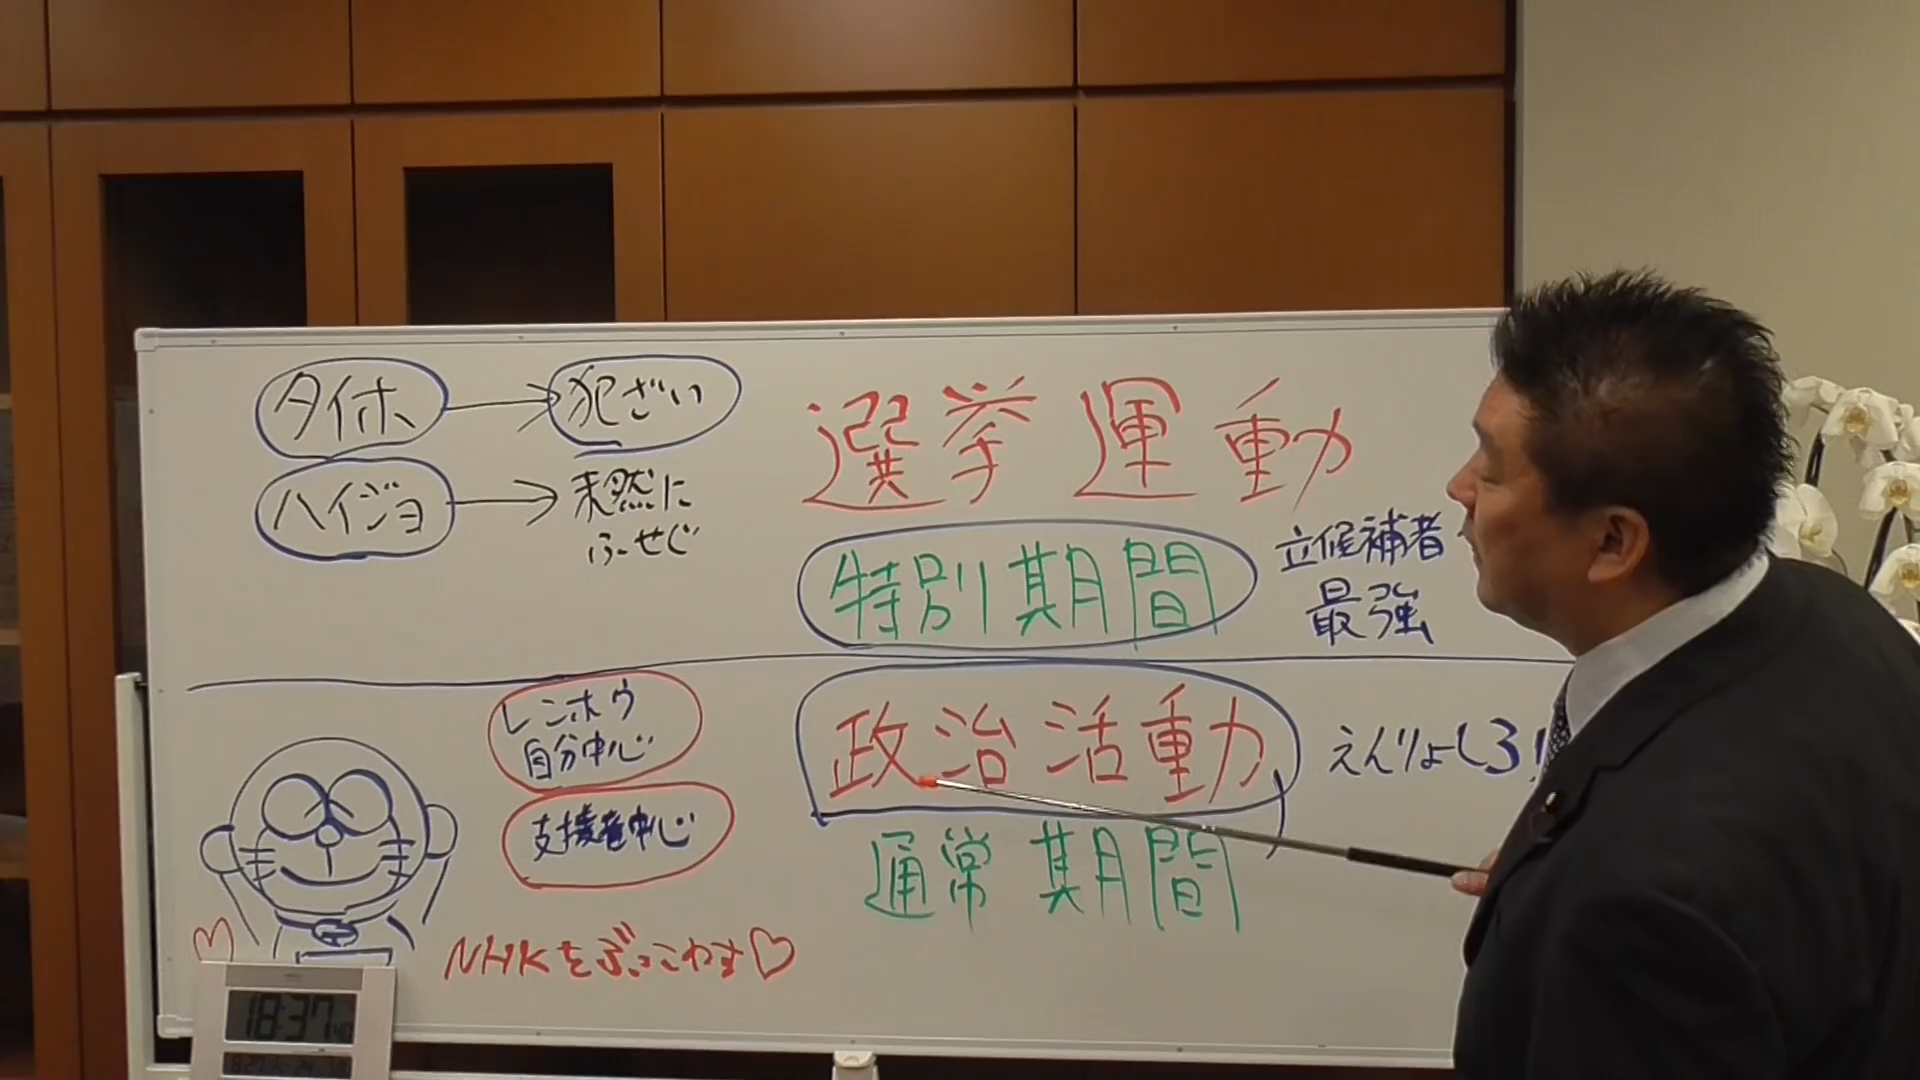 タイホ
犯ざい
ハイジョ
未然に
ふせぐ
選挙運動
特別期間
立候補者
最強
レンホウ
自分中心
支援者中心
政治活動
えんりょしろ!
通常期間
NHKをぶっこわす♡
18:37